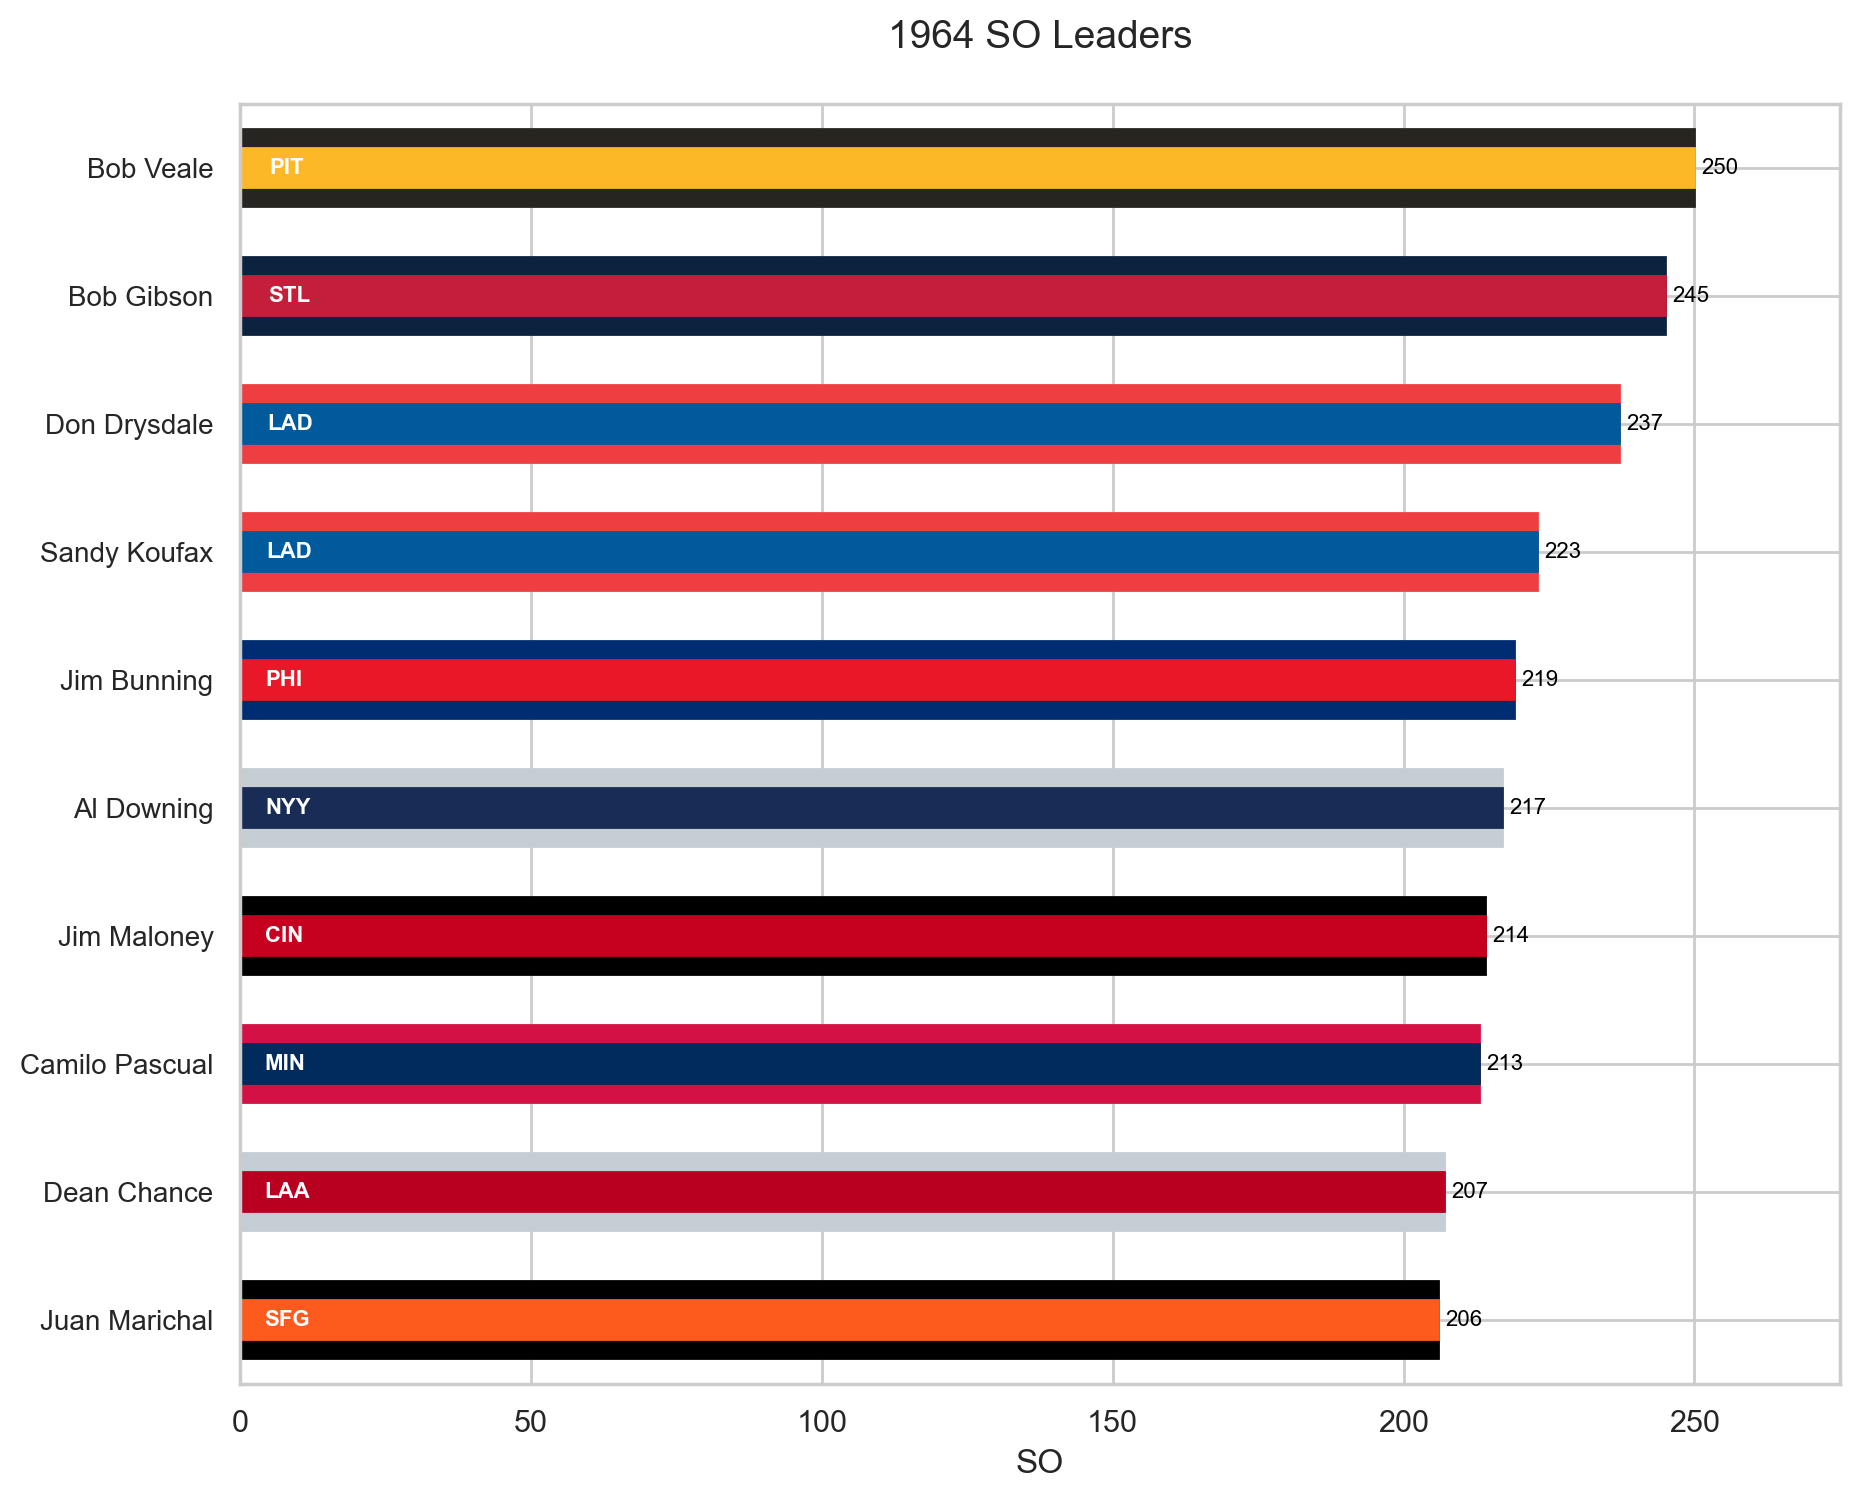 1964 SO Leaders
Bob Veale PIT 250
Bob Gibson STL 245
Don Drysdale LAD 237
Sandy Koufax LAD 223
Jim Bunning PHI 219
Al Downing NYY 217
Jim Maloney CIN 214
Camilo Pascual MIN 213
Dean Chance LAA 207
Juan Marichal SFG 206
0 50 100 150 200 250
SO